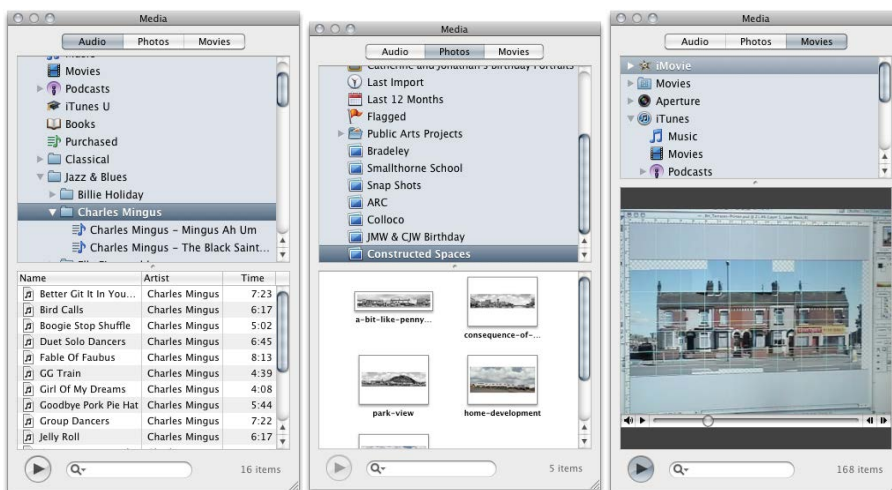 Media
Audio Photos Movies
Movies
Podcasts
iTunes U
Books
Purchased
Classical
Jazz & Blues
Billie Holiday
Charles Mingus
Charles Mingus – Mingus Ah Um
Charles Mingus – The Black Saint...
Name Artist Time
Better Git It In You... Charles Mingus 7:23
Bird Calls Charles Mingus 6:17
Boogie Stop Shuffle Charles Mingus 5:02
Duet Solo Dancers Charles Mingus 6:45
Fable Of Faubus Charles Mingus 8:13
GG Train Charles Mingus 4:39
Girl Of My Dreams Charles Mingus 4:08
Goodbye Pork Pie Hat Charles Mingus 5:44
Group Dancers Charles Mingus 7:22
Jelly Roll Charles Mingus 6:17
16 items
Media
Audio Photos Movies
Catherine and Jonathan's Birthday Portraits
Last Import
Last 12 Months
Flagged
Public Arts Projects
Bradeley
Smallthorne School
Snap Shots
ARC
Colloco
JMW & CJW Birthday
Constructed Spaces
a-bit-like-penny...
consequence-of-...
park-view
home-development
5 items
Media
Audio Photos Movies
iMovie
Movies
Aperture
iTunes
Music
Movies
Podcasts
168 items